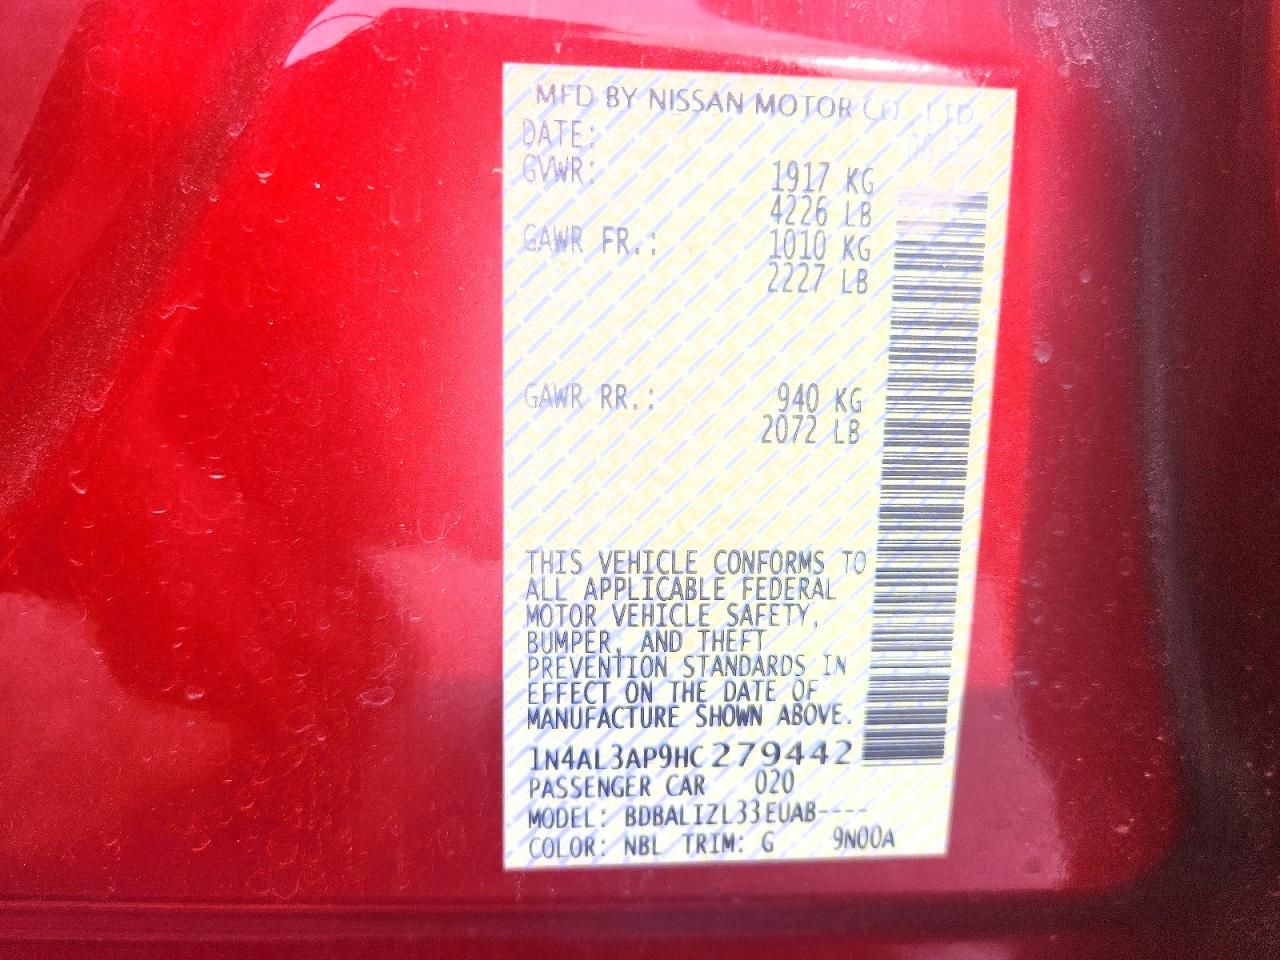 MFD BY NISSAN MOTOR CO., LTD.
DATE:
GVWR: 1917 KG
4226 LB
GAWR FR.: 1010 KG
2227 LB
GAWR RR.: 940 KG
2072 LB
THIS VEHICLE CONFORMS TO
ALL APPLICABLE FEDERAL
MOTOR VEHICLE SAFETY,
BUMPER, AND THEFT
PREVENTION STANDARDS IN
EFFECT ON THE DATE OF
MANUFACTURE SHOWN ABOVE.
1N4AL3AP9HC279442
PASSENGER CAR 020
MODEL: BDBALIZL33EUAB----
COLOR: NBL TRIM: G 9N00A